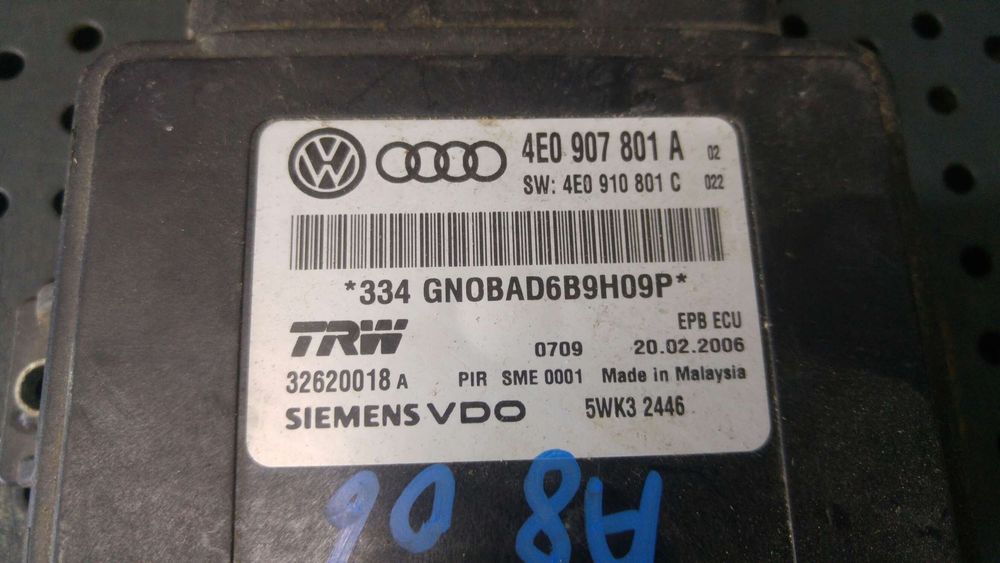 4E0 907 801 A 02
SW: 4E0 910 801 C 022
*334 GN0BAD6B9H09P*
EPB ECU
TRW 0709 20.02.2006
32620018 A PIR SME 0001 Made in Malaysia
SIEMENS VDO 5WK3 2446
A8 06